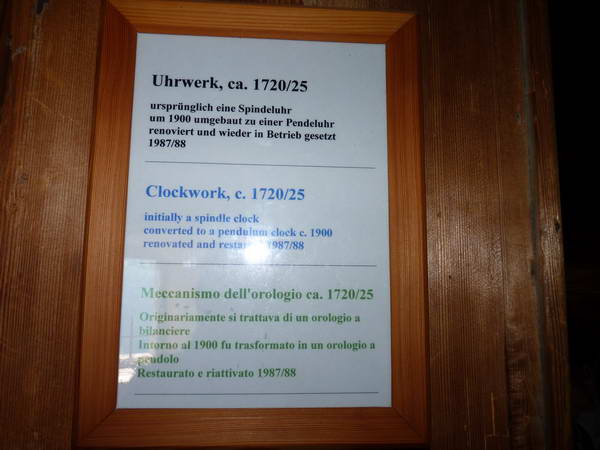 Uhrwerk, ca. 1720/25
ursprünglich eine Spindeluhr
um 1900 umgebaut zu einer Pendeluhr
renoviert und wieder in Betrieb gesetzt
1987/88
Clockwork, c. 1720/25
initially a spindle clock
converted to a pendulum clock c. 1900
renovated and 1987/88
Meccanismo dell'orologio ca. 1720/25
Originariamente si trattava di un orologio a
bilanciere
Intorno al 1900 fu trasformato in un orologio a
pendolo
Restaurato e riattivato 1987/88